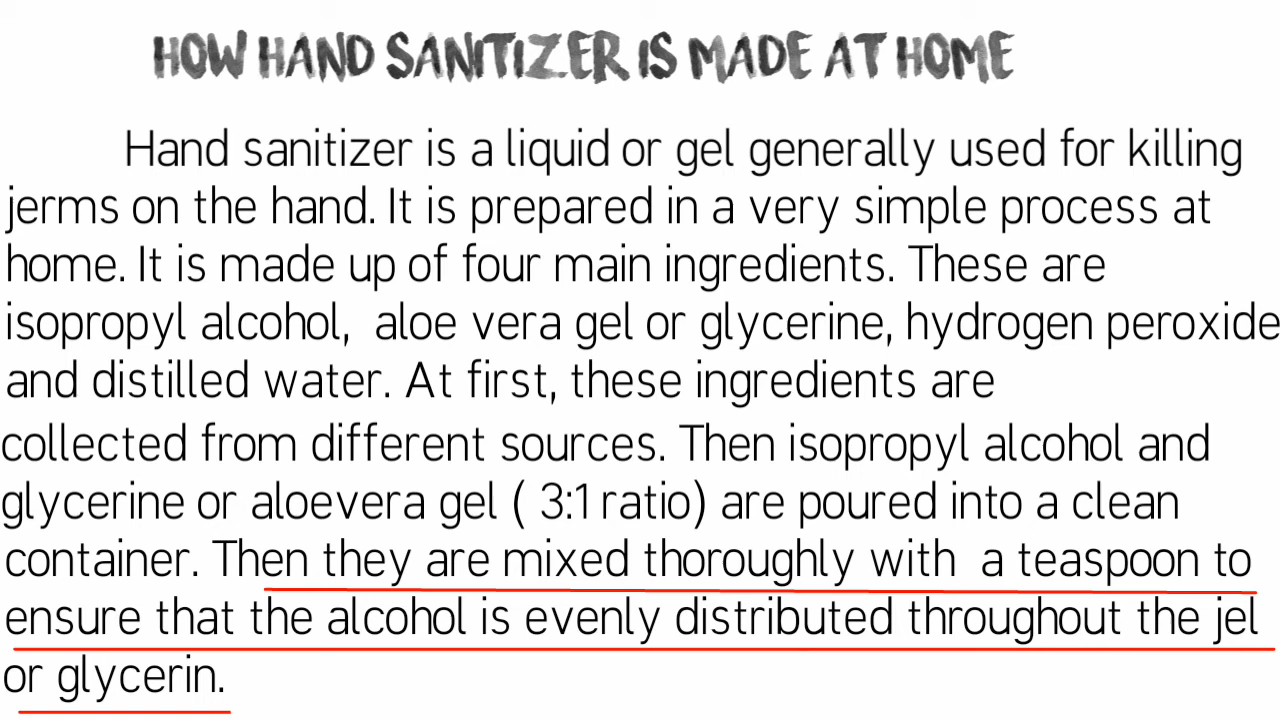 HOW HAND SANITIZER IS MADE AT HOME
Hand sanitizer is a liquid or gel generally used for killing
jerms on the hand. It is prepared in a very simple process at
home. It is made up of four main ingredients. These are
isopropyl alcohol,  aloe vera gel or glycerine, hydrogen peroxide
and distilled water. At first, these ingredients are
collected from different sources. Then isopropyl alcohol and
glycerine or aloevera gel ( 3:1 ratio) are poured into a clean
container. Then they are mixed thoroughly with  a teaspoon to
ensure that the alcohol is evenly distributed throughout the jel
or glycerin.